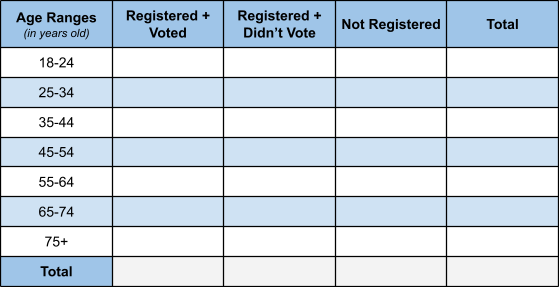 Age Ranges
(in years old)
Registered +
Voted
Registered +
Didn't Vote
Not Registered
Total
18-24
25-34
35-44
45-54
55-64
65-74
75+
Total